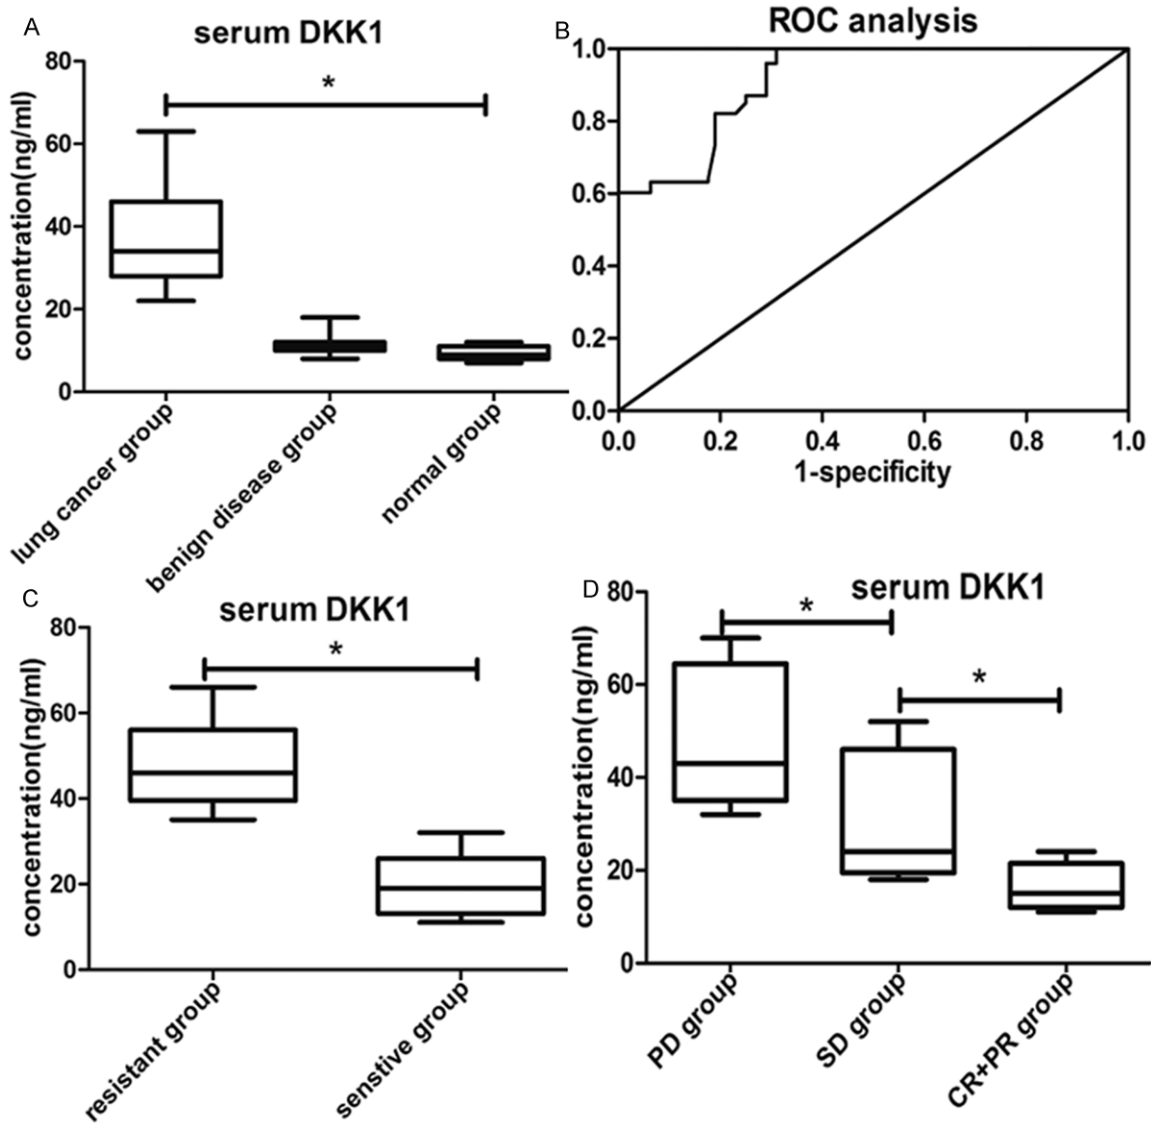 A
serum DKK1
concentration(ng/ml)
80
60
40
20
0
*
lung cancer group
benign disease group
normal group
B
ROC analysis
1.0
0.8
0.6
0.4
0.2
0.0
0.0 0.2 0.4 0.6 0.8 1.0
1-specificity
C
serum DKK1
concentration(ng/ml)
80
60
40
20
0
*
resistant group
senstive group
D
serum DKK1
concentration(ng/ml)
80
60
40
20
0
*
*
PD group
SD group
CR+PR group